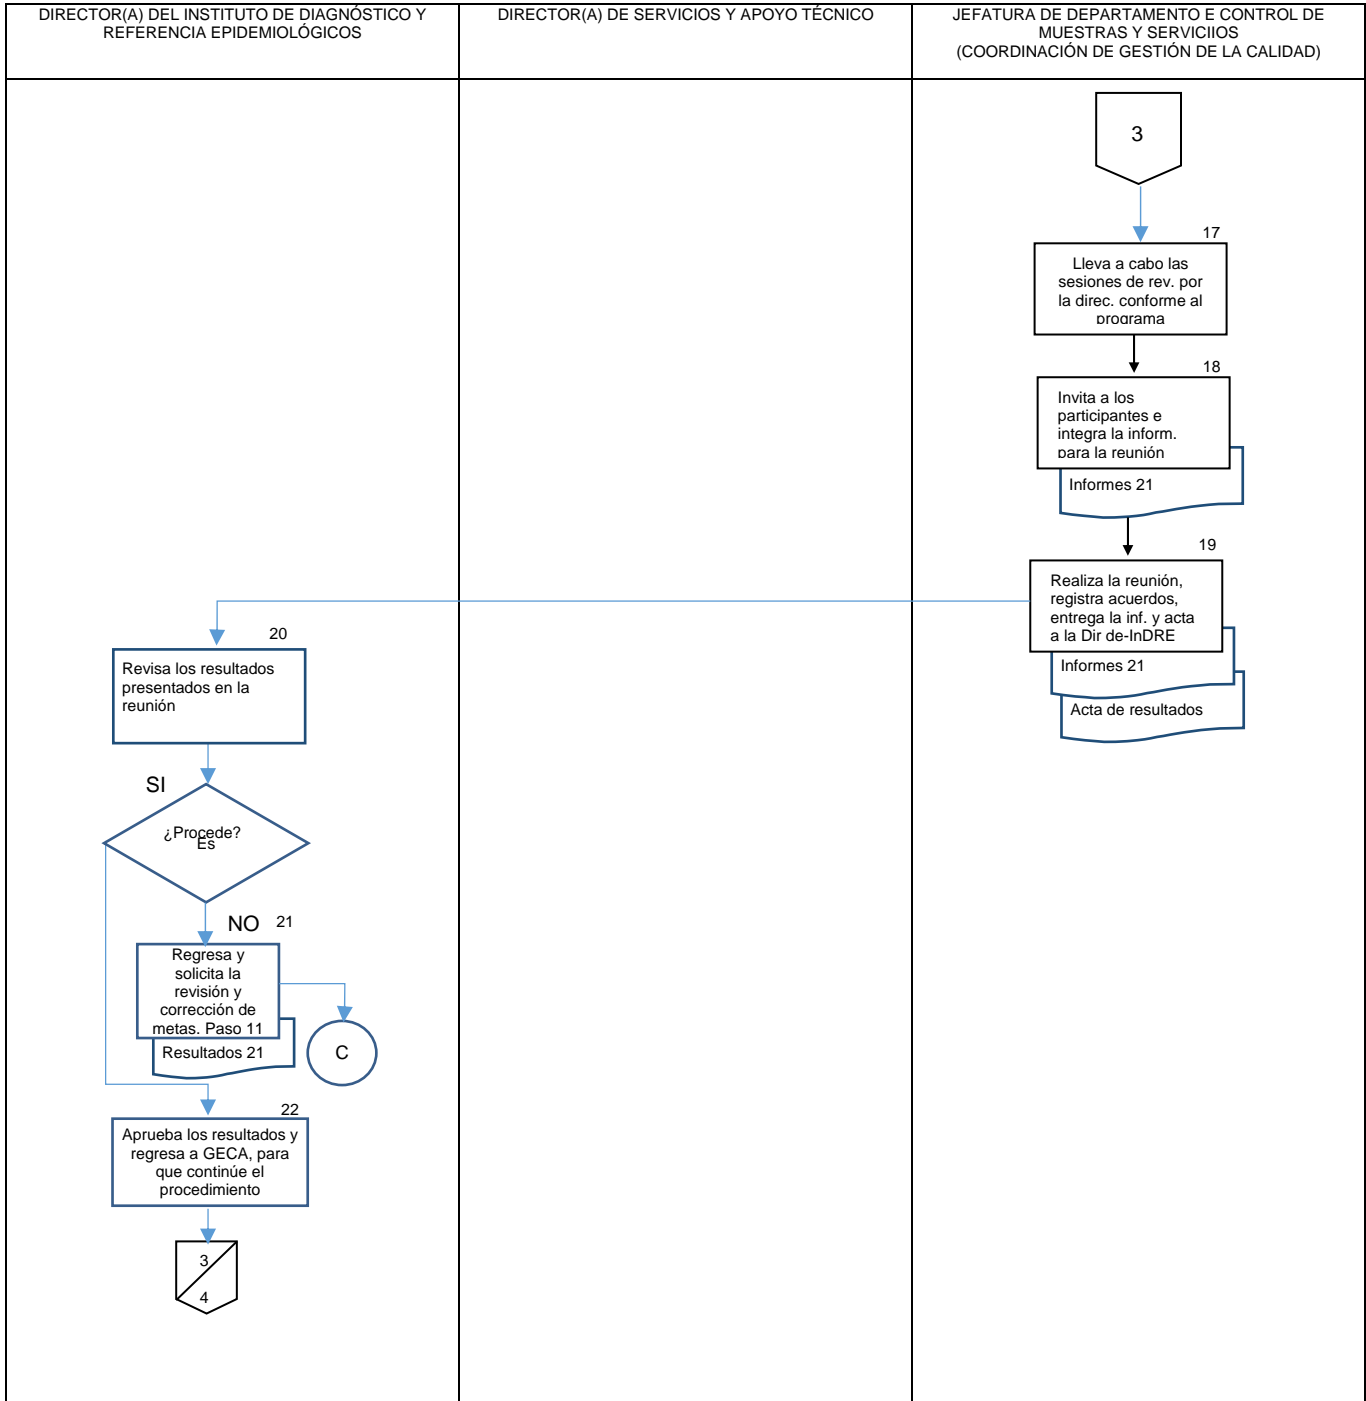 DIRECTOR(A) DEL INSTITUTO DE DIAGNÓSTICO Y
REFERENCIA EPIDEMIOLÓGICOS
DIRECTOR(A) DE SERVICIOS Y APOYO TÉCNICO
JEFATURA DE DEPARTAMENTO E CONTROL DE
MUESTRAS Y SERVICIIOS
(COORDINACIÓN DE GESTIÓN DE LA CALIDAD)
3
17
Lleva a cabo las
sesiones de rev. por
la direc. conforme al
programa
18
Invita a los
participantes e
integra la inform.
para la reunión
Informes 21
19
Realiza la reunión,
registra acuerdos,
entrega la inf. y acta
a la Dir de-InDRE
Informes 21
Acta de resultados
20
Revisa los resultados
presentados en la
reunión
SI
¿Procede?
Es
NO
21
Regresa y
solicita la
revisión y
corrección de
metas. Paso 11
Resultados 21
C
22
Aprueba los resultados y
regresa a GECA, para
que continúe el
procedimiento
3
4